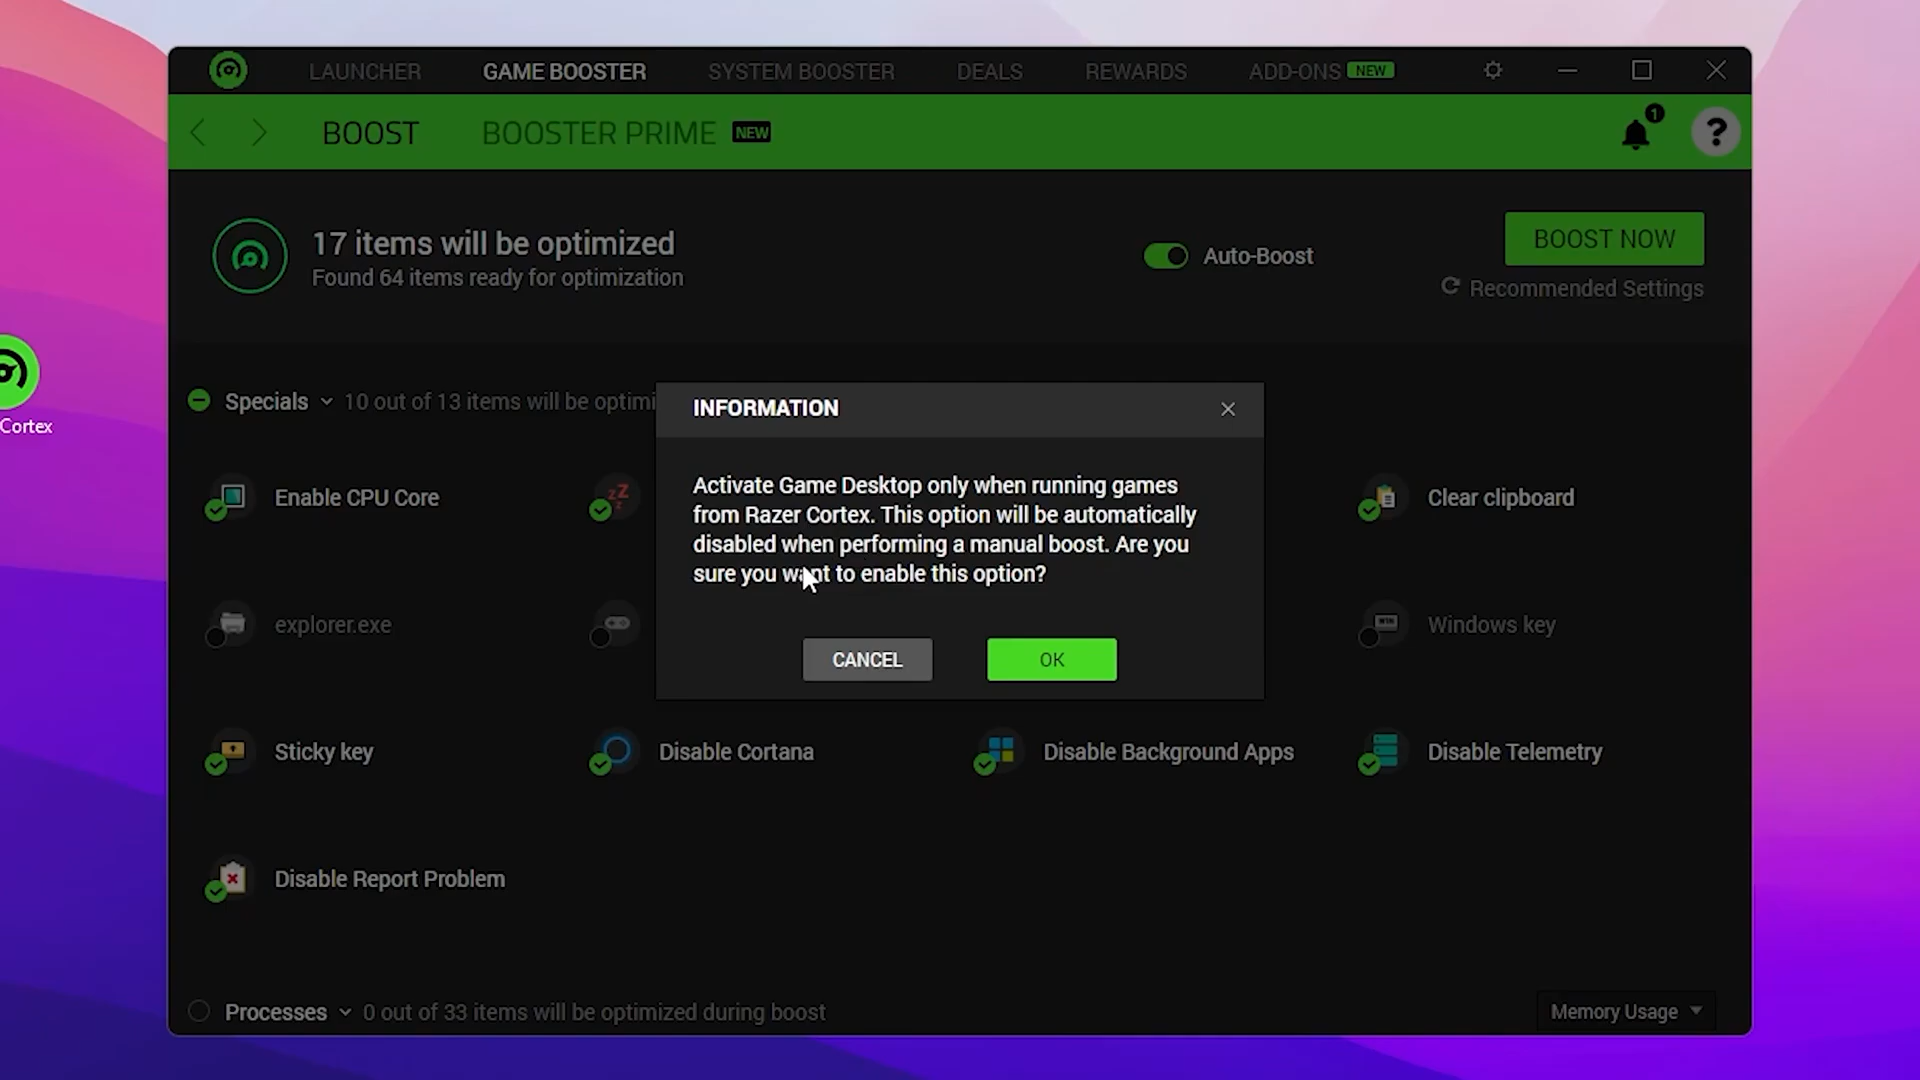 LAUNCHER GAME BOOSTER SYSTEM BOOSTER DEALS REWARDS ADD-ONS NEW
BOOST BOOSTER PRIME NEW 1 ?
17 items will be optimized
Found 64 items ready for optimization
Auto-Boost
BOOST NOW
Recommended Settings
Cortex
Specials 10 out of 13 items will be optimi
INFORMATION
Activate Game Desktop only when running games
from Razer Cortex. This option will be automatically
disabled when performing a manual boost. Are you
sure you want to enable this option?
CANCEL OK
Enable CPU Core
Clear clipboard
explorer.exe
Windows key
Sticky key Disable Cortana Disable Background Apps Disable Telemetry
Disable Report Problem
Processes 0 out of 33 items will be optimized during boost
Memory Usage